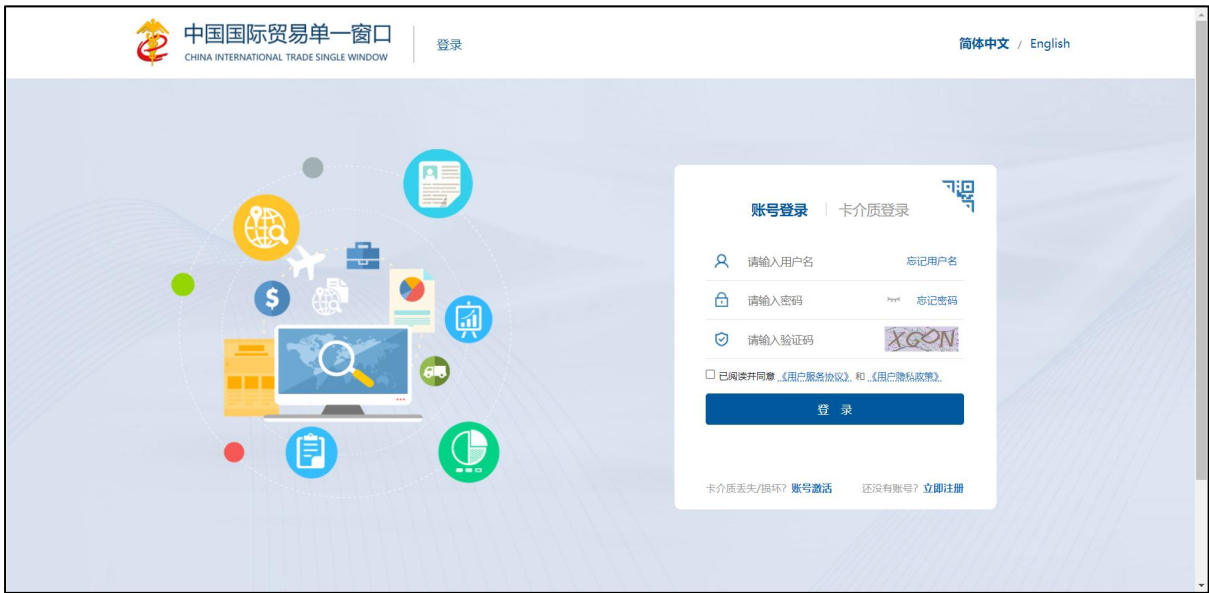 中国国际贸易单一窗口
CHINA INTERNATIONAL TRADE SINGLE WINDOW
登录
简体中文 / English
账号登录 卡介质登录
请输入用户名 忘记用户名
请输入密码 忘记密码
请输入验证码 XGON
已阅读并同意 《用户服务协议》 和 《用户隐私政策》
登 录
卡介质丢失/损坏? 账号激活 还没有账号? 立即注册
$